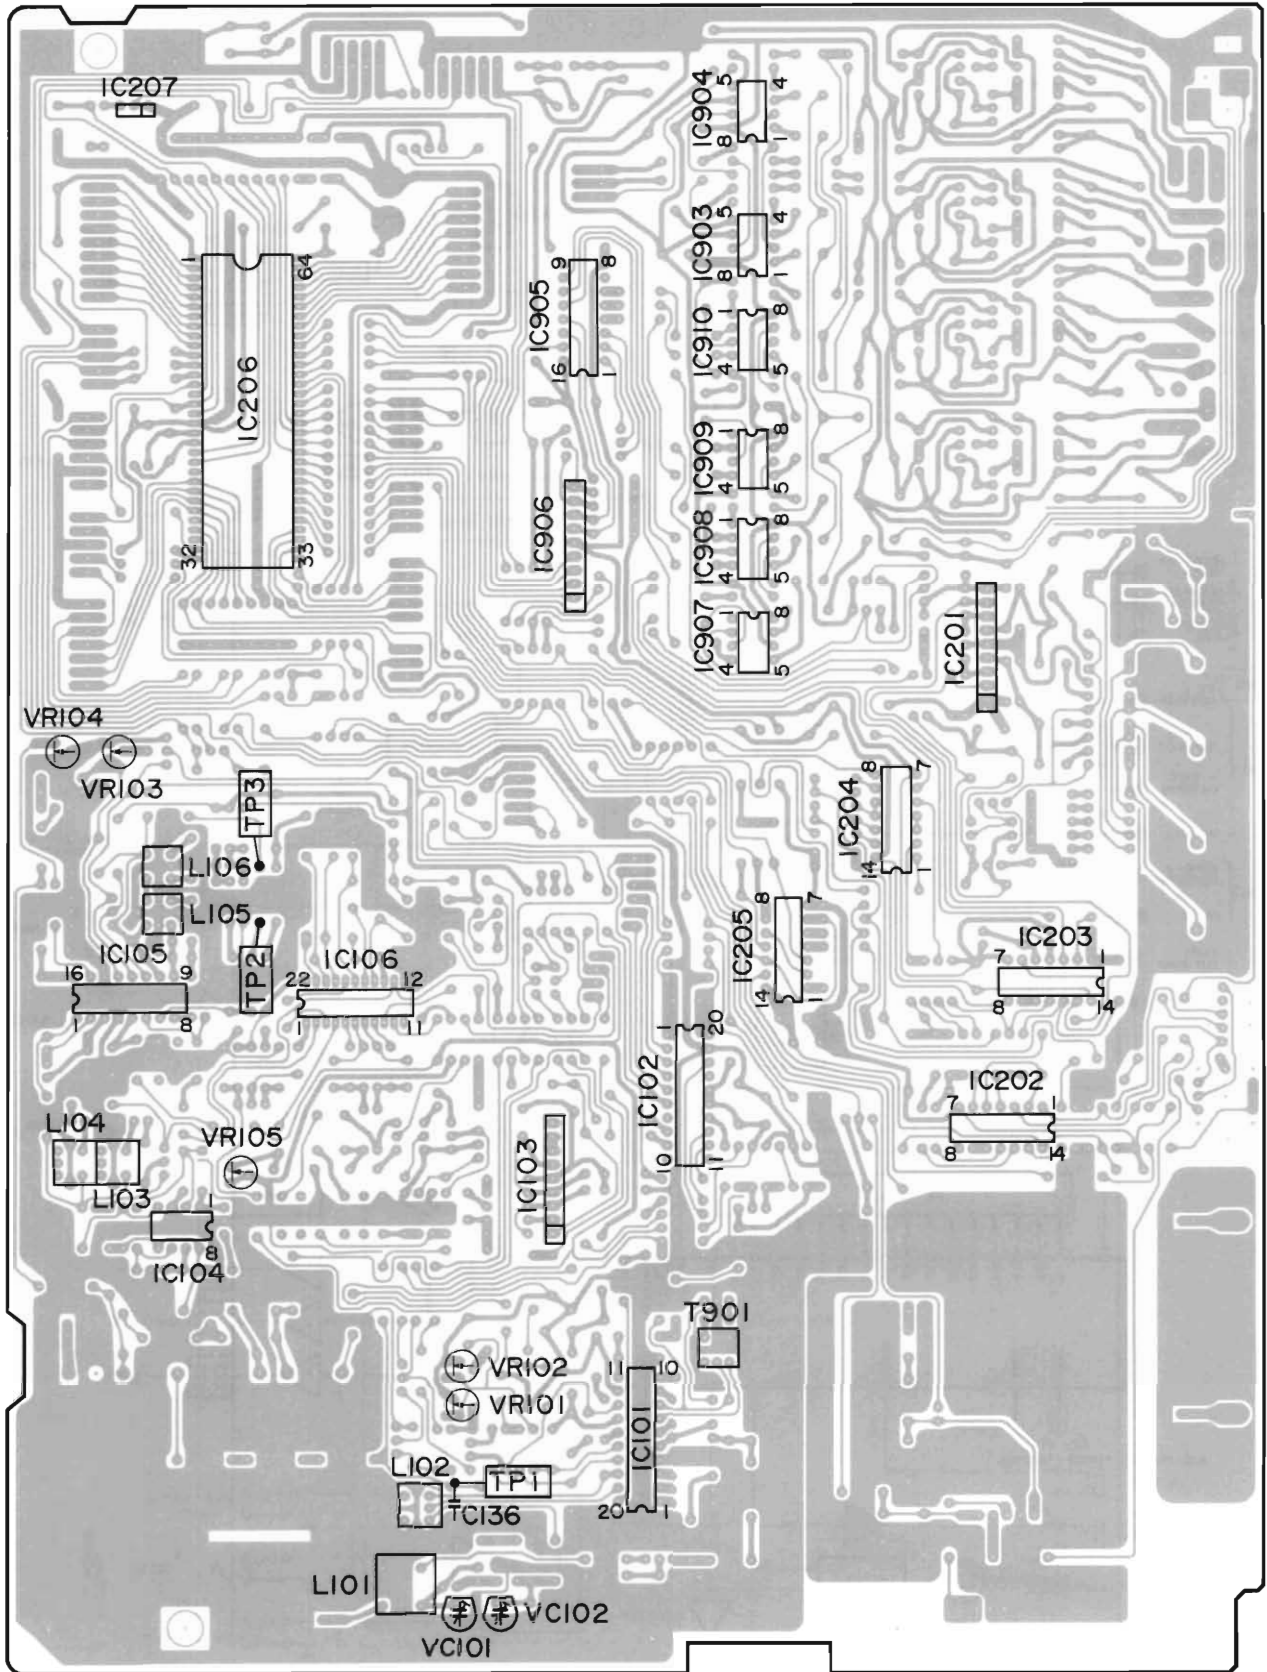 IC207
IC904
5
4
8
1
IC903
5
4
8
1
1
64
IC206
32
33
IC905
9
8
16
1
IC910
1
8
4
5
IC909
1
8
4
5
IC906
IC908
1
8
4
5
IC907
1
8
4
5
IC201
VR104
VR103
TP3
IC204
8
7
14
1
L106
L105
IC205
8
7
14
1
IC105
16
9
1
8
TP2
IC106
22
12
1
11
IC203
7
1
8
14
IC102
1
20
10
11
IC202
7
1
8
14
L104
VR105
L103
IC103
1
8
IC104
T901
VR102
VR101
11
10
IC101
20
1
L102
TP1
C136
L101
VC102
VC101